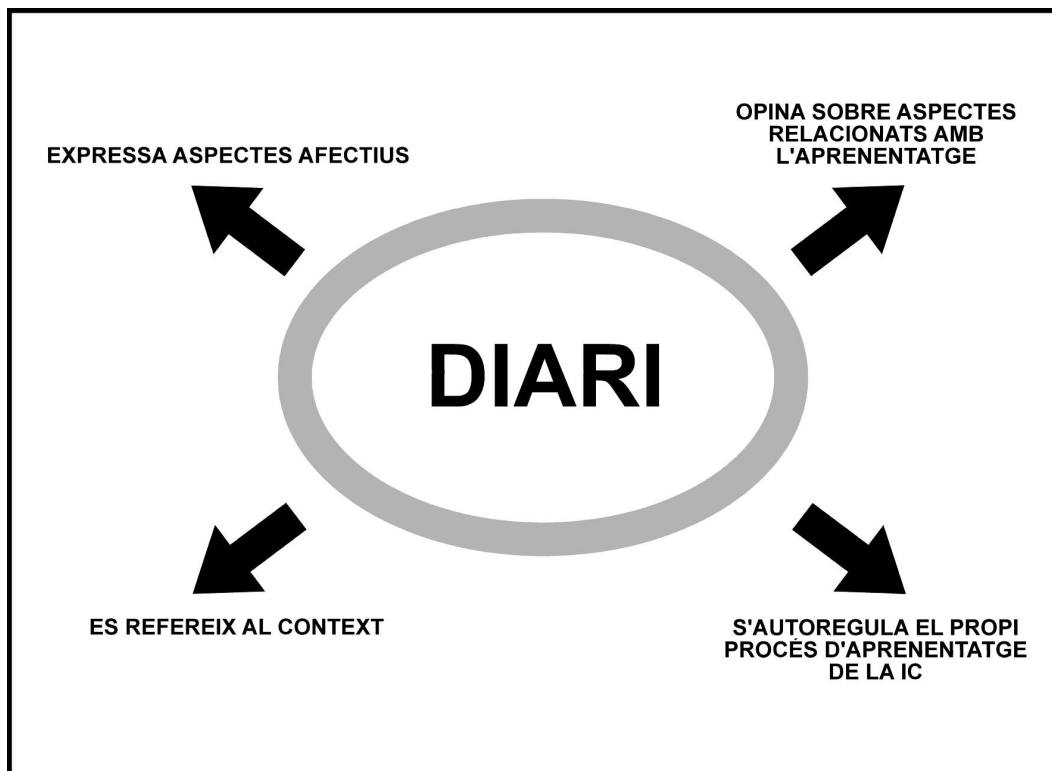 EXPRESSA ASPECTES AFECTIUS
OPINA SOBRE ASPECTES
RELACIONATS AMB
L'APRENENTATGE
DIARI
ES REFEREIX AL CONTEXT
S'AUTOREGULA EL PROPI
PROCÉS D'APRENENTATGE
DE LA IC